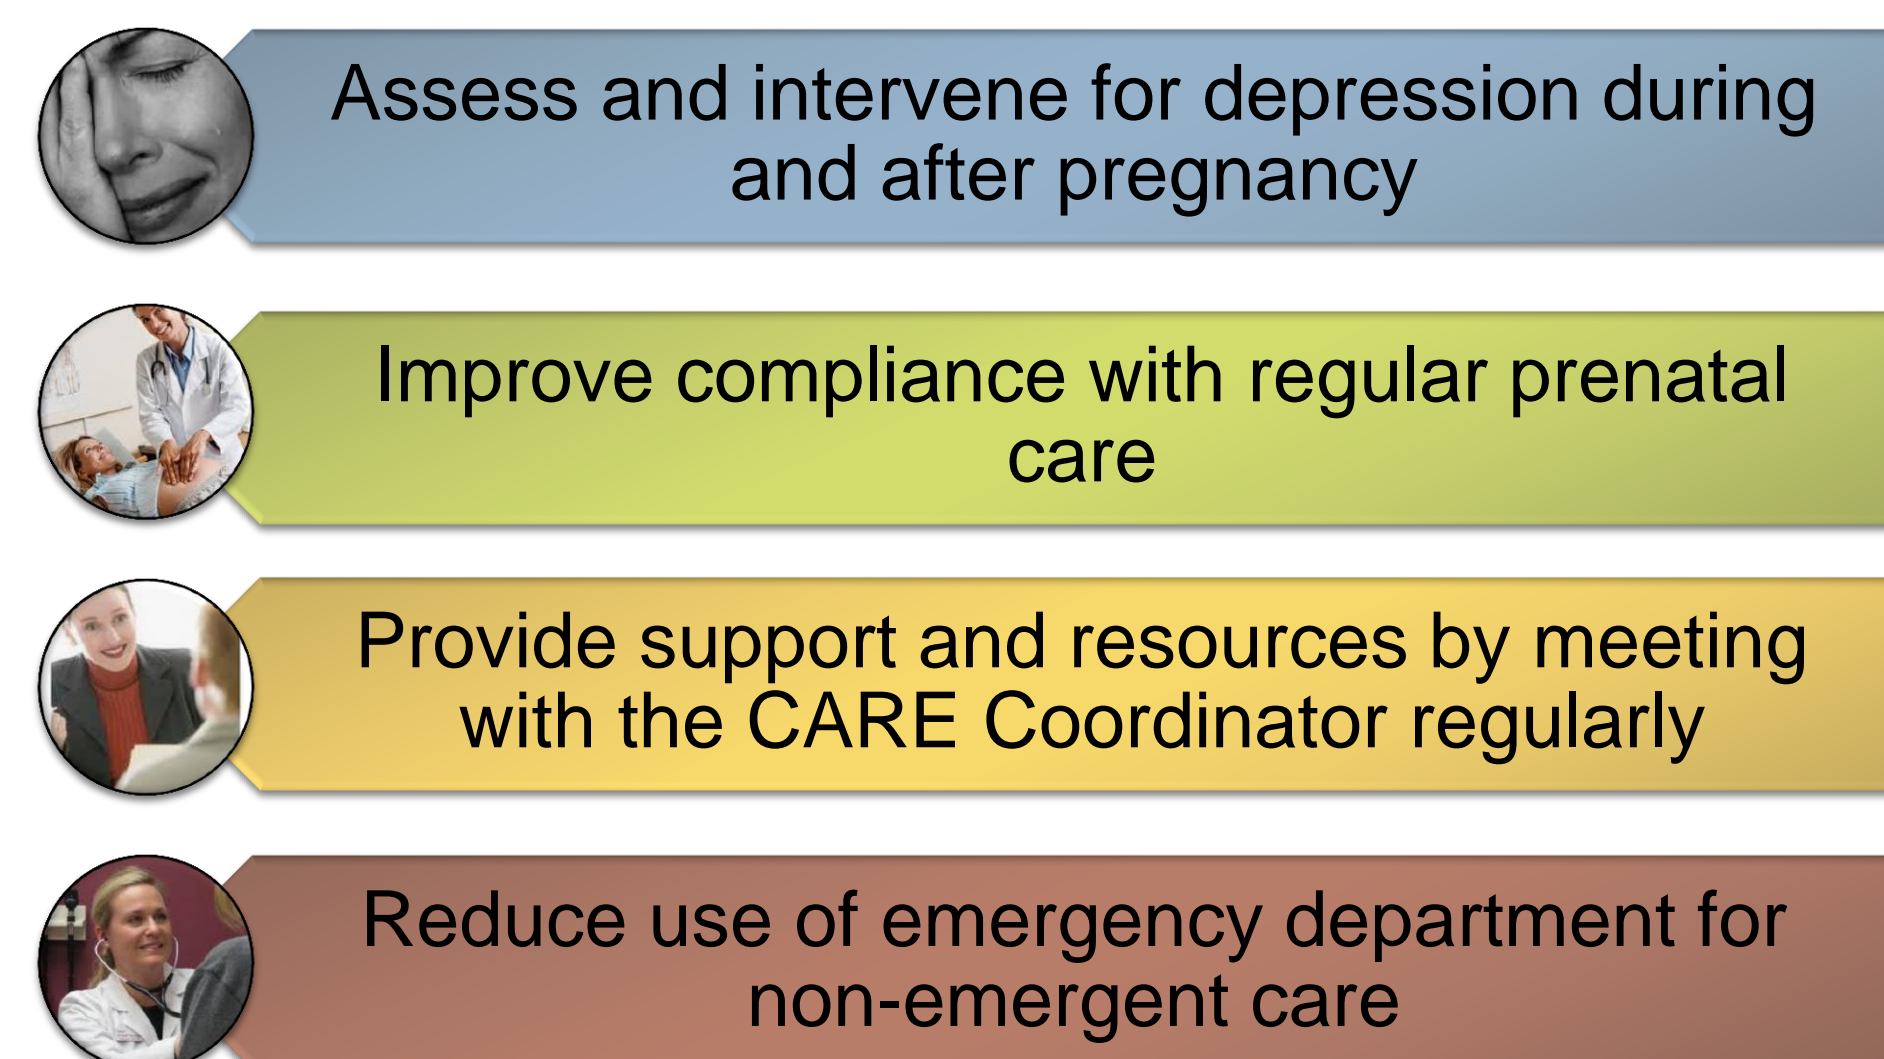 Assess and intervene for depression during
and after pregnancy
Improve compliance with regular prenatal
care
Provide support and resources by meeting
with the CARE Coordinator regularly
Reduce use of emergency department for
non-emergent care